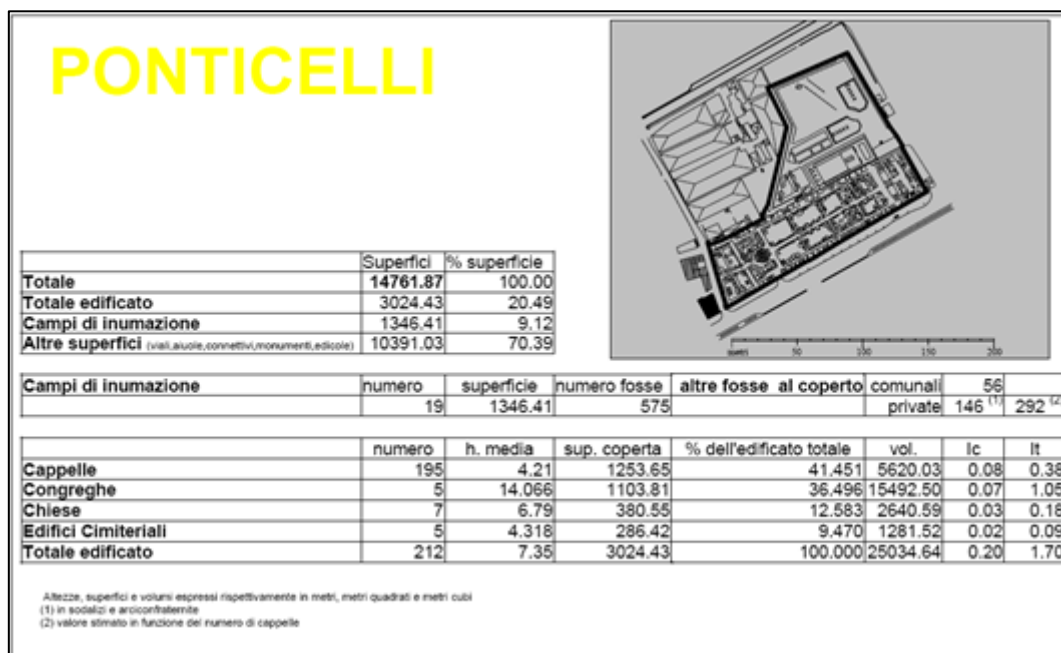 PONTICELLI
Superfici % superficie
Totale 14761.87 100.00
Totale edificato 3024.43 20.49
Campi di inumazione 1346.41 9.12
Altre superfici (viali,aiuole,connettivi,monumenti,edicole) 10391.03 70.39
metri 50 100 150 200
Campi di inumazione numero superficie numero fosse altre fosse al coperto comunali 56
19 1346.41 575 private 146 (1) 292 (2)
numero h. media sup. coperta % dell'edificato totale vol. Ic It
Cappelle 195 4.21 1253.65 41.451 5620.03 0.08 0.38
Congreghe 5 14.066 1103.81 36.496 15492.50 0.07 1.05
Chiese 7 6.79 380.55 12.583 2640.59 0.03 0.18
Edifici Cimiteriali 5 4.318 286.42 9.470 1281.52 0.02 0.09
Totale edificato 212 7.35 3024.43 100.000 25034.64 0.20 1.70
Altezze, superfici e volumi espressi rispettivamente in metri, metri quadrati e metri cubi
(1) in sodalizi e arciconfraternite
(2) valore stimato in funzione del numero di cappelle